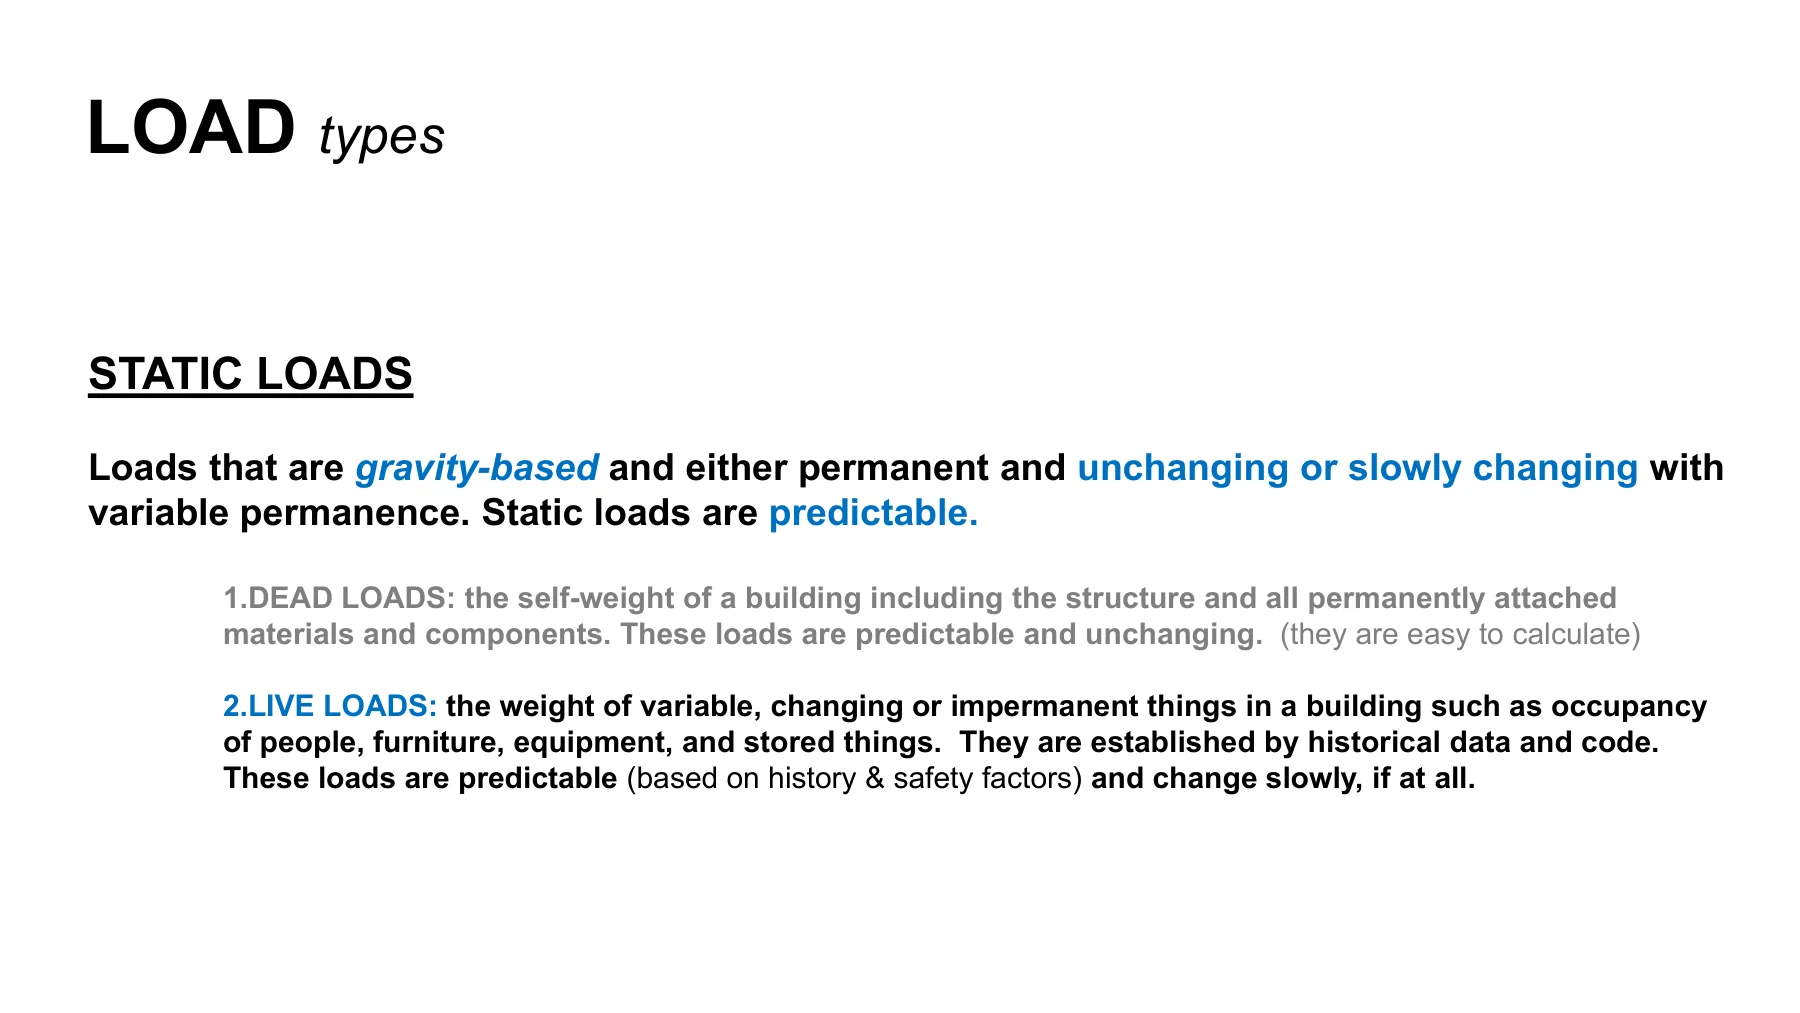 LOAD types
STATIC LOADS
Loads that are gravity-based and either permanent and unchanging or slowly changing with
variable permanence. Static loads are predictable.
1.DEAD LOADS: the self-weight of a building including the structure and all permanently attached
materials and components. These loads are predictable and unchanging.  (they are easy to calculate)
2.LIVE LOADS: the weight of variable, changing or impermanent things in a building such as occupancy
of people, furniture, equipment, and stored things.  They are established by historical data and code.
These loads are predictable (based on history & safety factors) and change slowly, if at all.